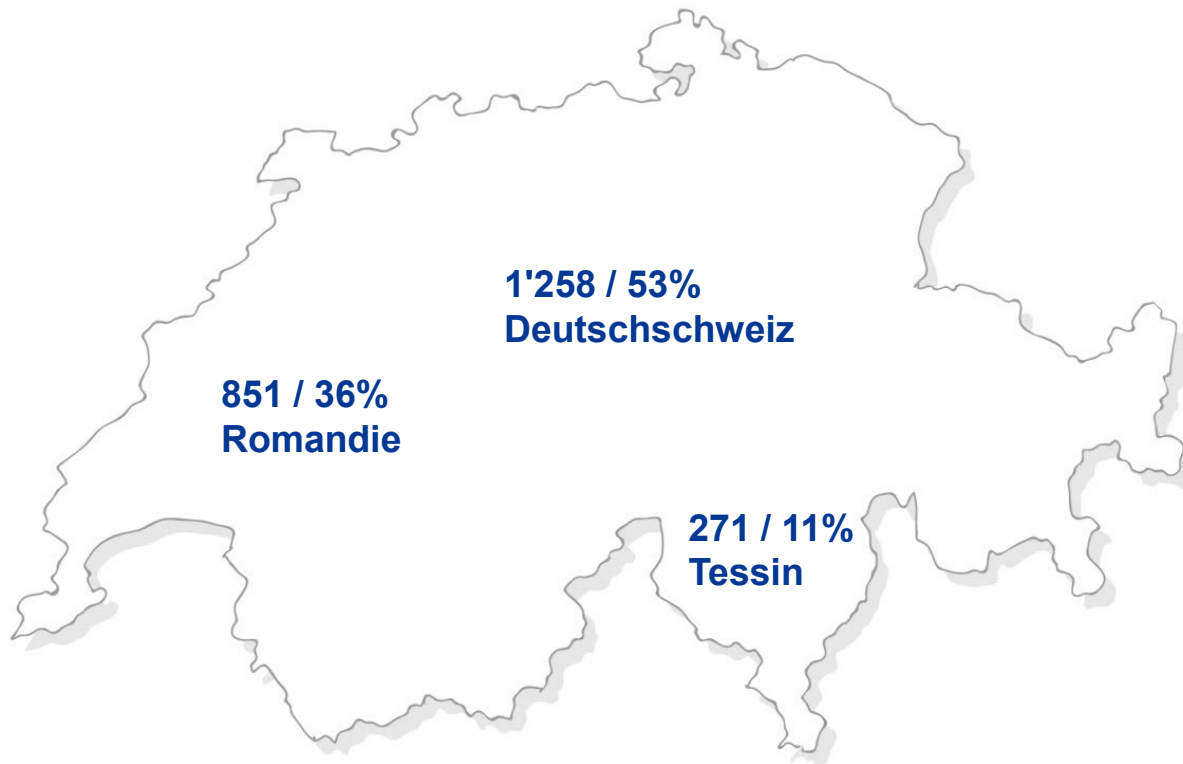 1'258 / 53%
Deutschschweiz
851 / 36%
Romandie
271 / 11%
Tessin